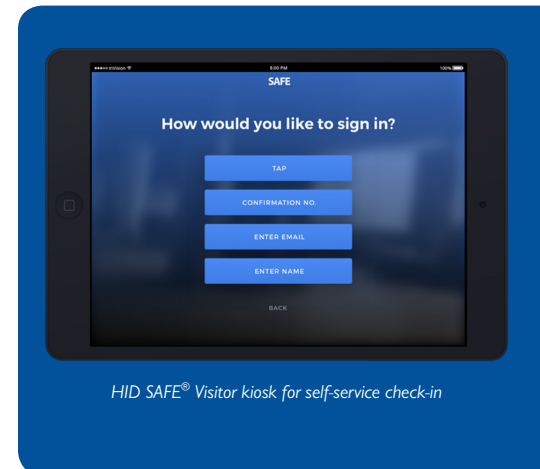 ●●●●● InVision
8:00 PM
100%
SAFE
How would you like to sign in?
TAP
CONFIRMATION NO.
ENTER EMAIL
ENTER NAME
BACK
HID SAFE® Visitor kiosk for self-service check-in